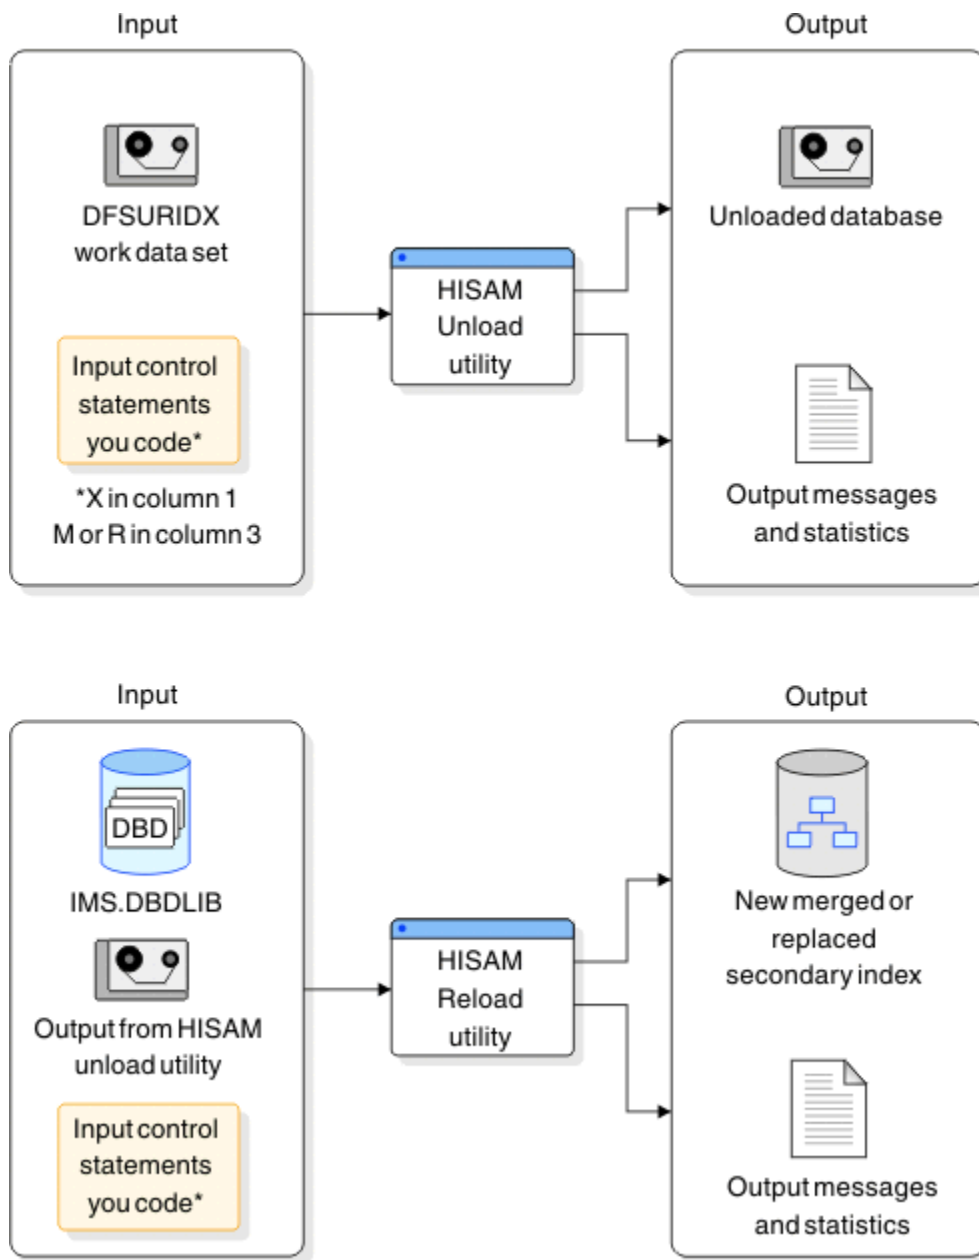 Input
DFSURIDX
work data set
Input control
statements
you code*
*X in column 1
M or R in column 3
HISAM
Unload
utility
Output
Unloaded database
Output messages
and statistics
Input
DBD
IMS.DBDLIB
Output from HISAM
unload utility
Input control
statements
you code*
HISAM
Reload
utility
Output
New merged or
replaced
secondary index
Output messages
and statistics